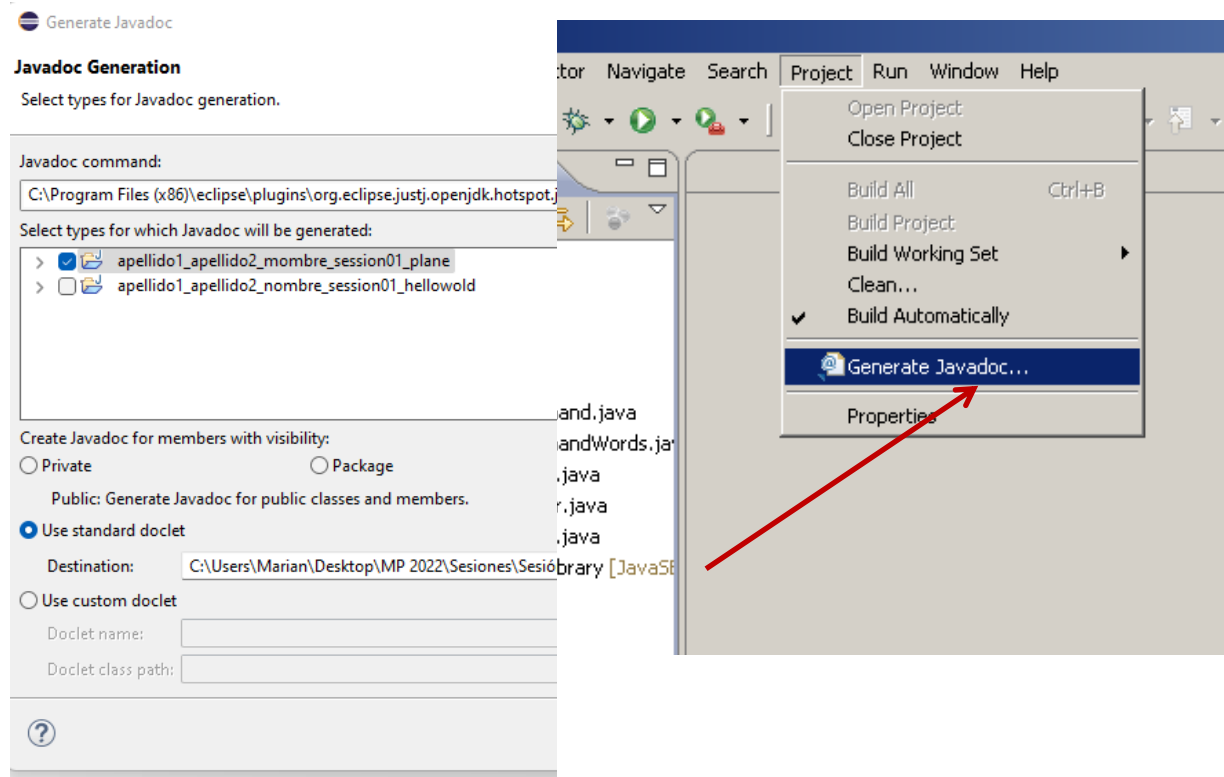 Generate Javadoc
Javadoc Generation
Select types for Javadoc generation.
Javadoc command:
C:\Program Files (x86)\eclipse\plugins\org.eclipse.justj.openjdk.hotspot.j
Select types for which Javadoc will be generated:
apellido1_apellido2_mombre_session01_plane
apellido1_apellido2_nombre_session01_hellowold
Create Javadoc for members with visibility:
Private
Package
Public: Generate Javadoc for public classes and members.
Use standard doclet
Destination:
C:\Users\Marian\Desktop\MP 2022\Sesiones\Sesió
Use custom doclet
Doclet name:
Doclet class path:
tor Navigate Search Project Run Window Help
Open Project
Close Project
Build All Ctrl+B
Build Project
Build Working Set
Clean...
Build Automatically
Generate Javadoc...
Properties
and.java
andWords.ja
.java
r.java
.java
brary [JavaSE